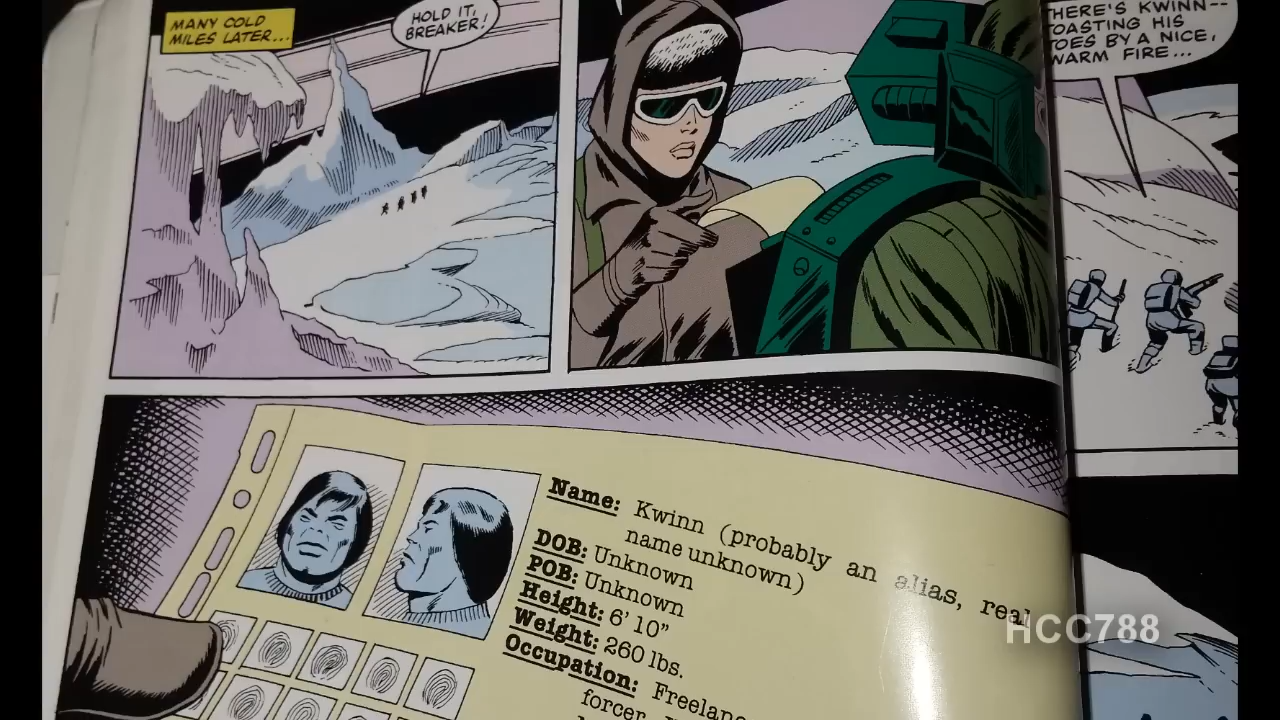 MANY COLD
MILES LATER...
HOLD IT,
BREAKER!
THERE'S KWINN--
TOASTING HIS
TOES BY A NICE,
WARM FIRE...
Name: Kwinn (probably an alias, real
name unknown)
DOB: Unknown
POB: Unknown
Height: 6' 10"
Weight: 260 lbs.
Occupation:
forcer
HCC788